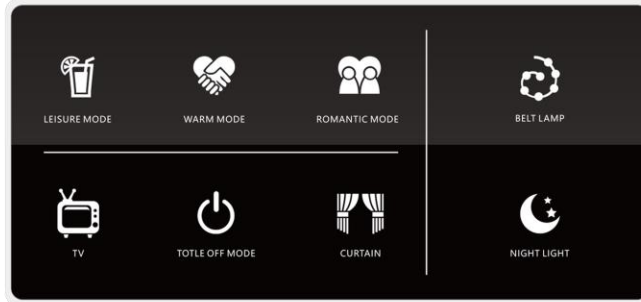 LEISURE MODE
WARM MODE
ROMANTIC MODE
BELT LAMP
TV
TOTLE OFF MODE
CURTAIN
NIGHT LIGHT